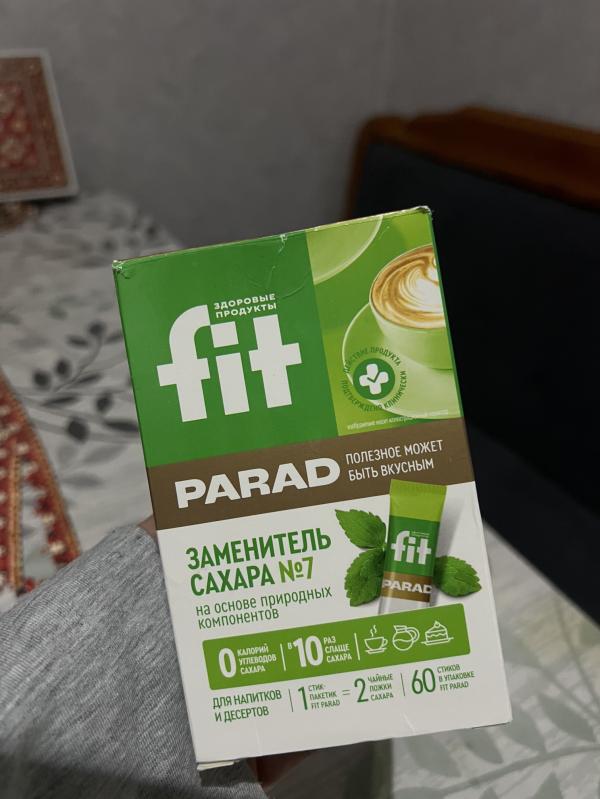 ЗДОРОВЫЕ
ПРОДУКТЫ
fit
ДЕЙСТВИЕ ПРОДУКТА
ПОДТВЕРЖДЕНО КЛИНИЧЕСКИ
PARAD
ПОЛЕЗНОЕ МОЖЕТ
БЫТЬ ВКУСНЫМ
fit
PARAD
ЗАМЕНИТЕЛЬ
САХАРА №7
на основе природных
компонентов
0 КАЛОРИЙ
УГЛЕВОДОВ
САХАРА
В 10 РАЗ
СЛАЩЕ
САХАРА
ДЛЯ НАПИТКОВ
И ДЕСЕРТОВ
1 СТИК-
ПАКЕТИК
FIT PARAD
= 2 ЧАЙНЫЕ
ЛОЖКИ
САХАРА
60 СТИКОВ
В УПАКОВКЕ
FIT PARAD